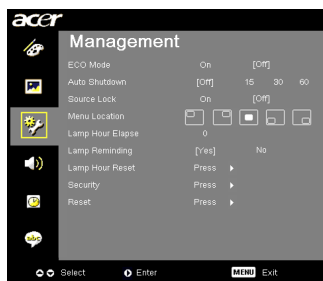 acer
Management
ECO Mode On [Off]
Auto Shutdown [Off] 15 30 60
Source Lock On [Off]
Menu Location
Lamp Hour Elapse 0
Lamp Reminding [Yes] No
Lamp Hour Reset Press
Security Press
Reset Press
abc
Select Enter MENU Exit